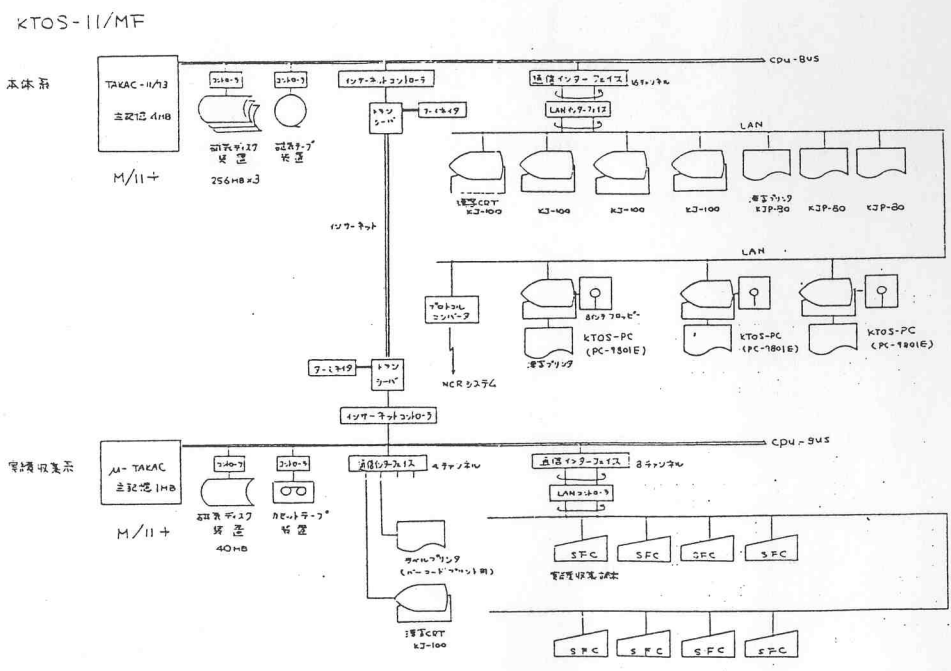 KTOS-11/MF
CPU-BUS
本体系
TAKAC-11/73
主記憶 4MB
M/11+
コントローラ
コントローラ
磁気ディスク
装置
256MB×3
磁気テープ
装置
インサーネットコントローラ
トラン
シーバ
ターミネイタ
インサーネット
通信インターフェイス
16チャンネル
LANインターフェイス
LAN
漢字CRT
KJ-100
KJ-100
KJ-100
KJ-100
漢字プリンタ
KJP-80
KJP-80
KJP-80
LAN
プロトコル
コンバータ
NCRシステム
8インチフロッピー
KTOS-PC
(PC-9801E)
漢字プリンタ
KTOS-PC
(PC-9801E)
KTOS-PC
(PC-9801E)
ターミネイタ
トラン
シーバ
インサーネットコントローラ
CPU-BUS
実績収集系
μ-TAKAC
主記憶 1MB
M/11+
コントローラ
コントローラ
磁気ディスク
装置
40MB
カセットテープ
装置
通信インターフェイス
4チャンネル
通信インターフェイス
8チャンネル
LANコントローラ
ラベルプリンタ
(バーコードプリント用)
漢字CRT
KJ-100
SFC
SFC
SFC
SFC
実績収集端末
SFC
SFC
SFC
SFC